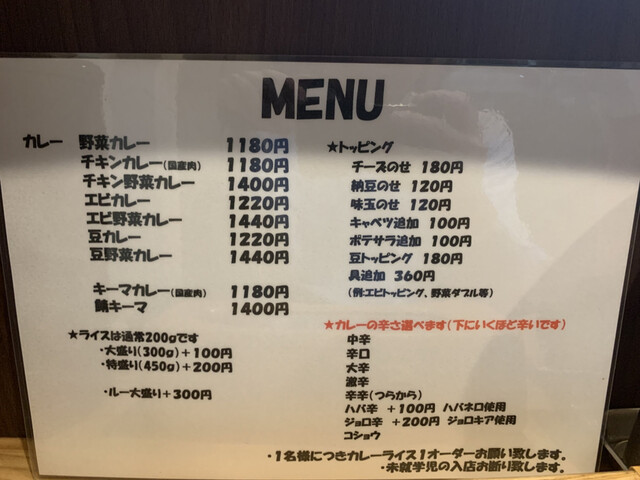 MENU
カレー 野菜カレー 1180円
チキンカレー(国産肉) 1180円
チキン野菜カレー 1400円
エビカレー 1220円
エビ野菜カレー 1440円
豆カレー 1220円
豆野菜カレー 1440円
キーマカレー(国産肉) 1180円
鯖キーマ 1400円
★ライスは通常200gです
・大盛り(300g)+100円
・特盛り(450g)+200円
・ルー大盛り+300円
★トッピング
チーズのせ 180円
納豆のせ 120円
味玉のせ 120円
キャベツ追加 100円
ポテサラ追加 100円
豆トッピング 180円
具追加 360円
(例:エビトッピング、野菜ダブル等)
★カレーの辛さ選べます(下にいくほど辛いです)
中辛
辛口
大辛
激辛
辛辛(つらから)
ハバ辛 +100円 ハバネロ使用
ジョロ辛 +200円 ジョロキア使用
コショウ
・1名様につきカレーライス1オーダーお願い致します。
・未就学児の入店お断り致します。